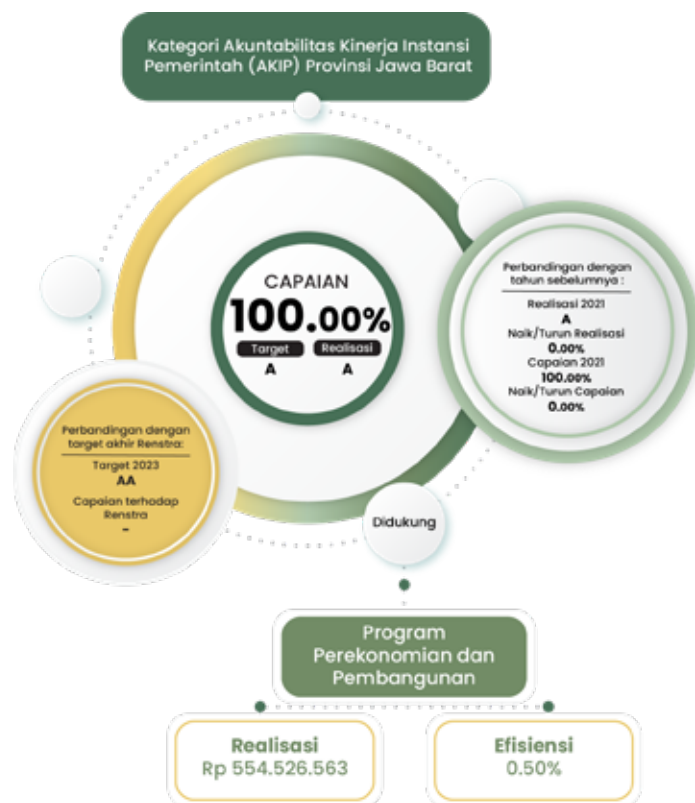 Kategori Akuntabilitas Kinerja Instansi
Pemerintah (AKIP) Provinsi Jawa Barat
CAPAIAN
100.00%
Target Realisasi
A A
Perbandingan dengan
tahun sebelumnya :
Realisasi 2021
A
Naik/Turun Realisasi
0.00%
Capaian 2021
100.00%
Naik/Turun Capaian
0.00%
Perbandingan dengan
target akhir Renstra:
Target 2023
AA
Capaian terhadap
Renstra
-
Didukung
Program
Perekonomian dan
Pembangunan
Realisasi
Rp 554.526.563
Efisiensi
0.50%